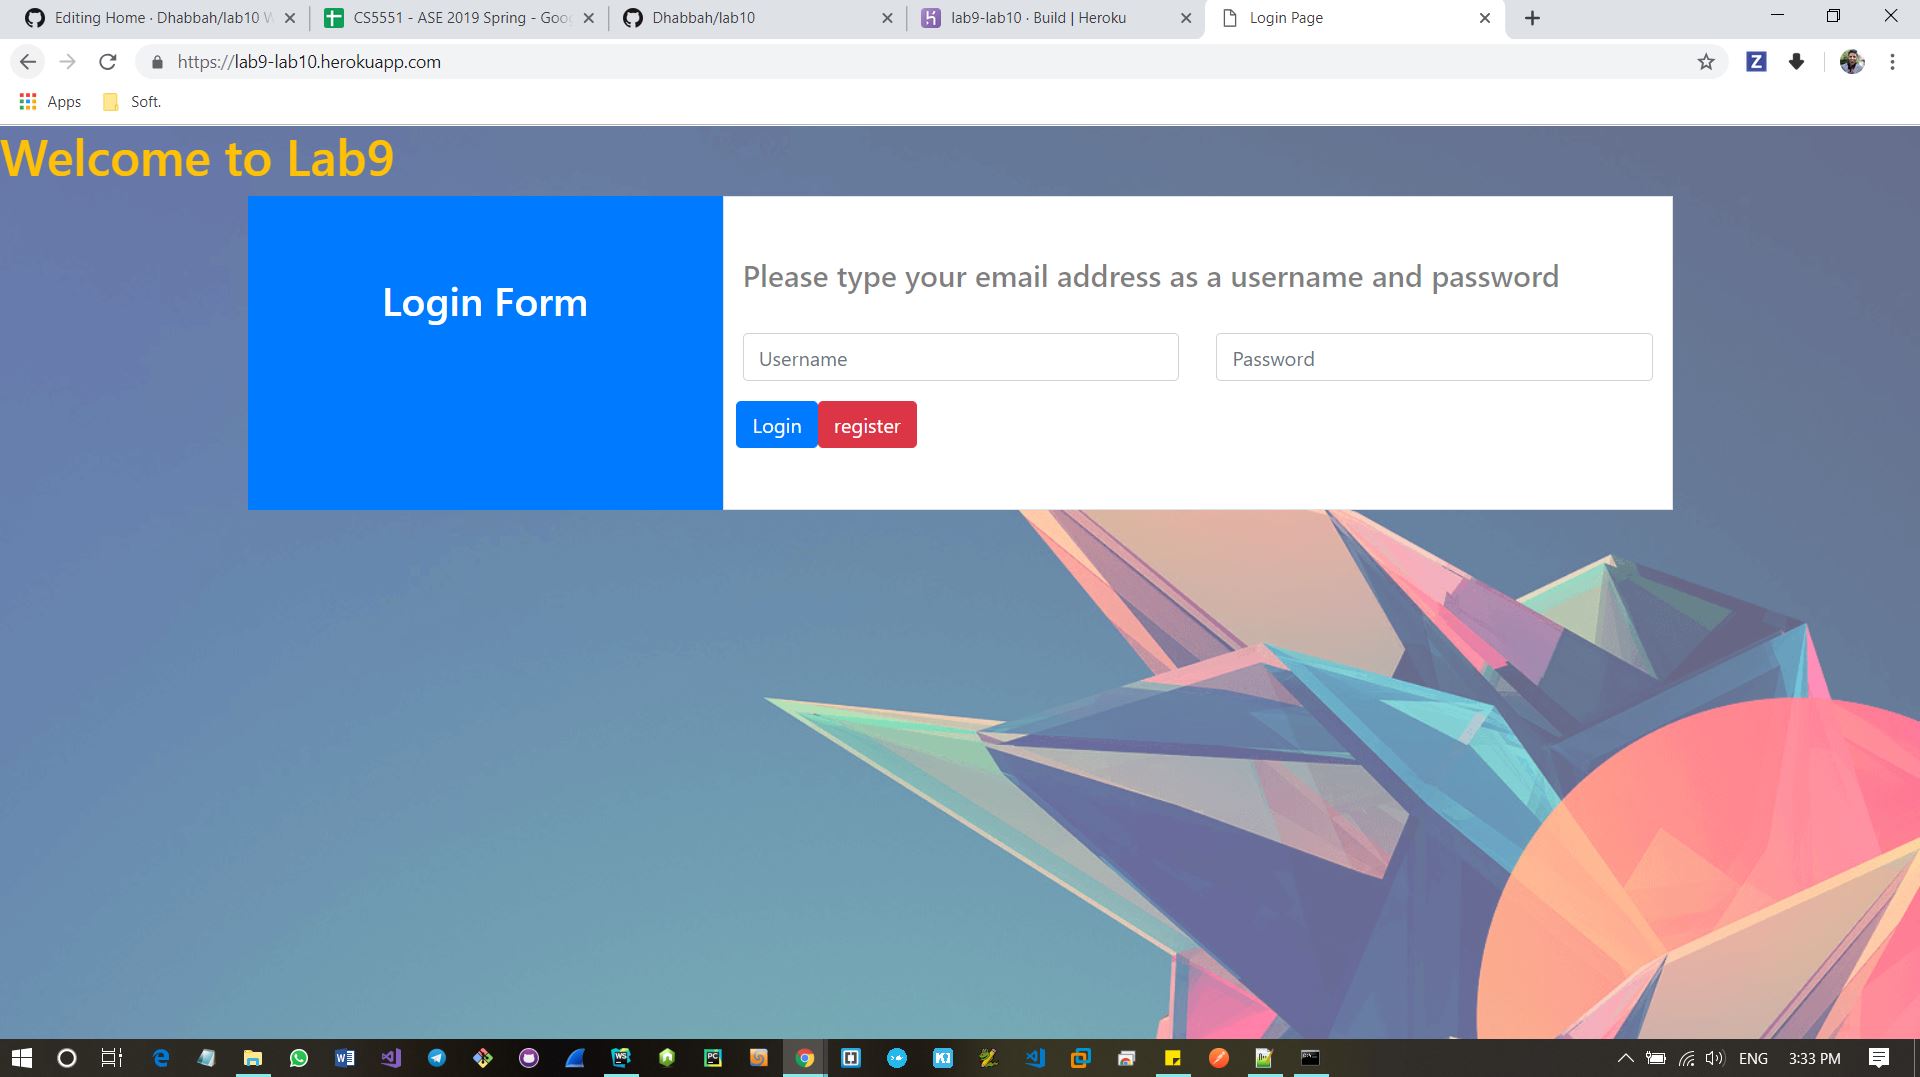 Editing Home · Dhabbah/lab10 W
CS5551 - ASE 2019 Spring - Goo
Dhabbah/lab10
lab9-lab10 · Build | Heroku
Login Page
https://lab9-lab10.herokuapp.com
Z
Apps
Soft.
Welcome to Lab9
Login Form
Please type your email address as a username and password
Username
Password
Login
register
ENG
3:33 PM